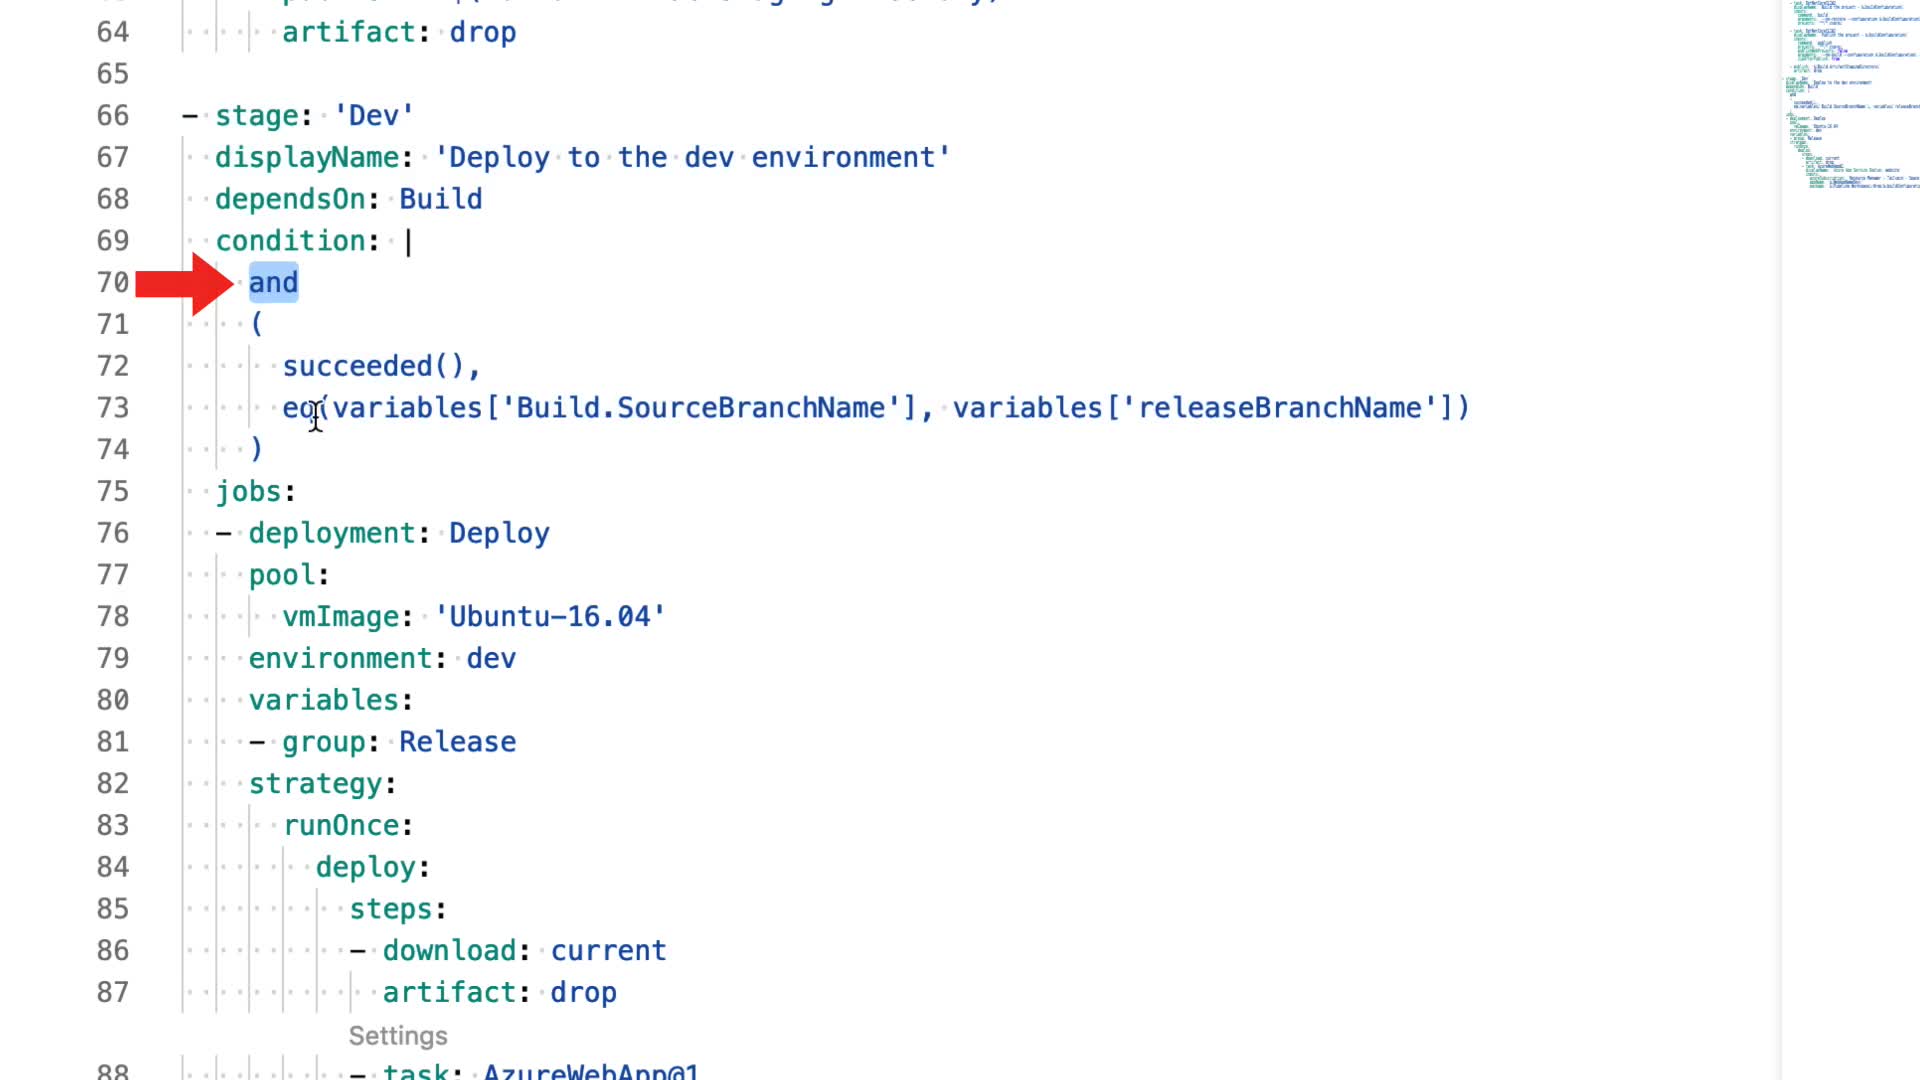 64 artifact: drop
65
66 - stage: 'Dev'
67 displayName: 'Deploy to the dev environment'
68 dependsOn: Build
69 condition: |
70 and
71 (
72 succeeded(),
73 eq(variables['Build.SourceBranchName'], variables['releaseBranchName'])
74 )
75 jobs:
76 - deployment: Deploy
77 pool:
78 vmImage: 'Ubuntu-16.04'
79 environment: dev
80 variables:
81 - group: Release
82 strategy:
83 runOnce:
84 deploy:
85 steps:
86 - download: current
87 artifact: drop
Settings
88 - task: AzureWebApp@1